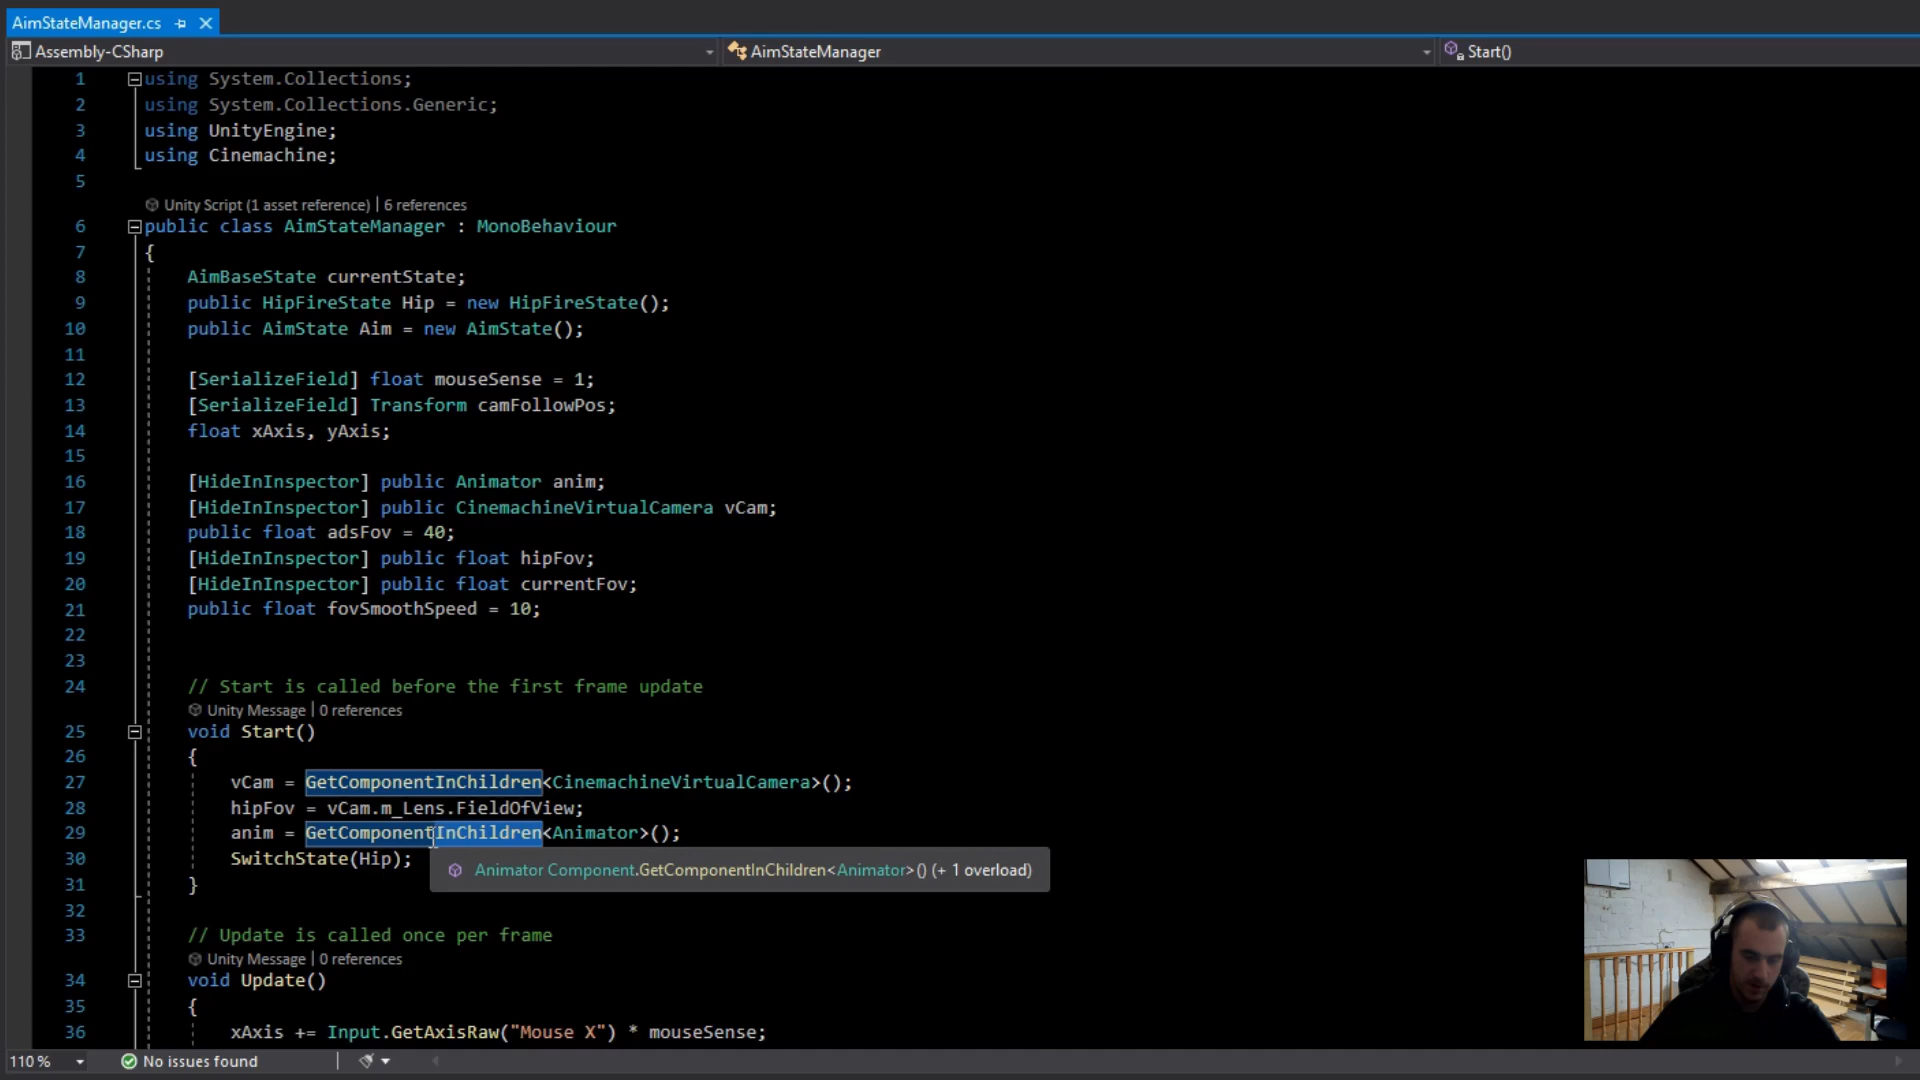 AimStateManager.cs
Assembly-CSharp AimStateManager Start()
1 using System.Collections;
2 using System.Collections.Generic;
3 using UnityEngine;
4 using Cinemachine;
5
Unity Script (1 asset reference) | 6 references
6 public class AimStateManager : MonoBehaviour
7 {
8 AimBaseState currentState;
9 public HipFireState Hip = new HipFireState();
10 public AimState Aim = new AimState();
11
12 [SerializeField] float mouseSense = 1;
13 [SerializeField] Transform camFollowPos;
14 float xAxis, yAxis;
15
16 [HideInInspector] public Animator anim;
17 [HideInInspector] public CinemachineVirtualCamera vCam;
18 public float adsFov = 40;
19 [HideInInspector] public float hipFov;
20 [HideInInspector] public float currentFov;
21 public float fovSmoothSpeed = 10;
22
23
24 // Start is called before the first frame update
Unity Message | 0 references
25 void Start()
26 {
27 vCam = GetComponentInChildren<CinemachineVirtualCamera>();
28 hipFov = vCam.m_Lens.FieldOfView;
29 anim = GetComponentInChildren<Animator>();
30 SwitchState(Hip);
Animator Component.GetComponentInChildren<Animator>() (+ 1 overload)
31 }
32
33 // Update is called once per frame
Unity Message | 0 references
34 void Update()
35 {
36 xAxis += Input.GetAxisRaw("Mouse X") * mouseSense;
110 % No issues found